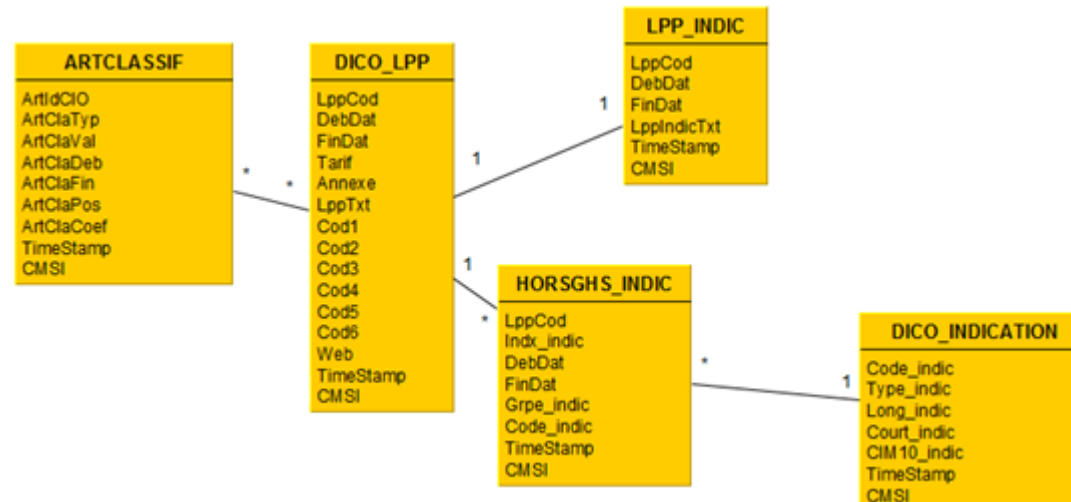 ARTCLASSIF
ArtIdCIO
ArtClaTyp
ArtClaVal
ArtClaDeb
ArtClaFin
ArtClaPos
ArtClaCoef
TimeStamp
CMSI
*
*
DICO_LPP
LppCod
DebDat
FinDat
Tarif
Annexe
LppTxt
Cod1
Cod2
Cod3
Cod4
Cod5
Cod6
Web
TimeStamp
CMSI
1
1
LPP_INDIC
LppCod
DebDat
FinDat
LppIndicTxt
TimeStamp
CMSI
1
*
HORSGHS_INDIC
LppCod
Indx_indic
DebDat
FinDat
Grpe_indic
Code_indic
TimeStamp
CMSI
*
1
DICO_INDICATION
Code_indic
Type_indic
Long_indic
Court_indic
CIM10_indic
TimeStamp
CMSI